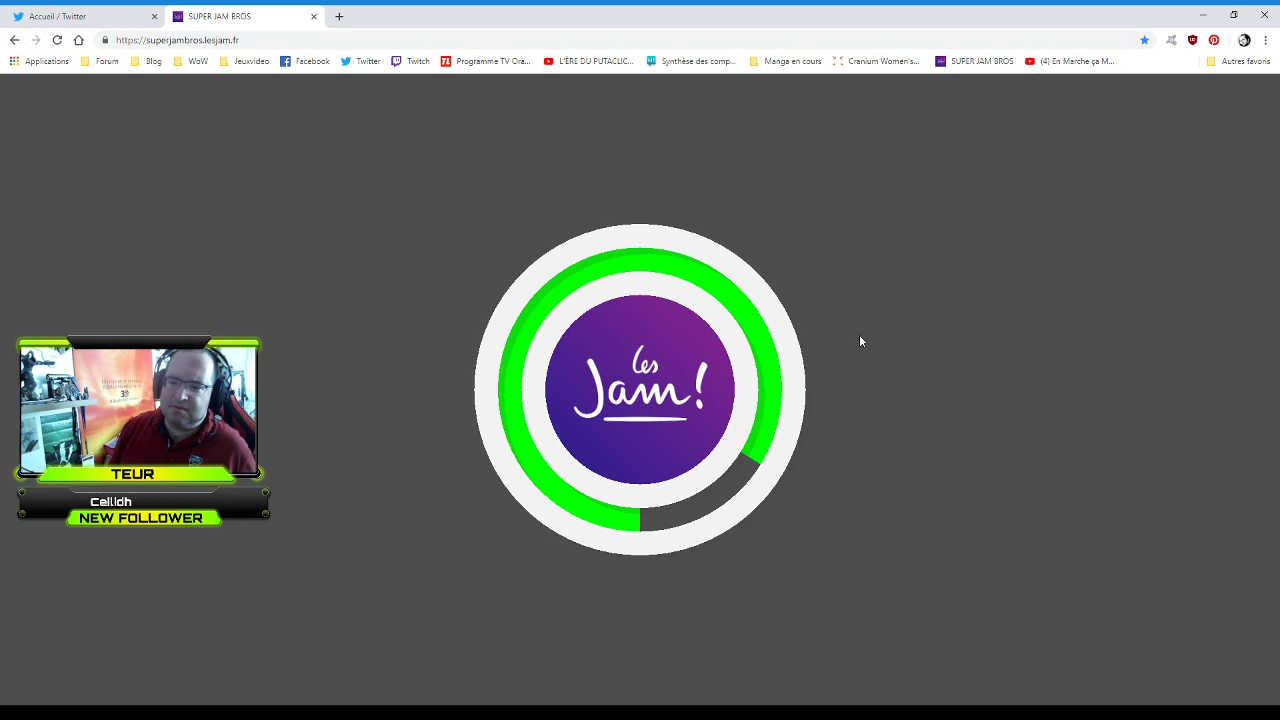 Accueil / Twitter
SUPER JAM BROS
https://superjambros.lesjam.fr
Applications
Forum
Blog
WoW
Jeuxvideo
Facebook
Twitter
Twitch
Programme TV Ora...
L'ÈRE DU PUTACLIC...
Synthèse des comp...
Manga en cours
Cranium Women's...
SUPER JAM BROS
(4) En Marche ça M...
Autres favoris
les
Jam!
TEUR
Ceilidh
NEW FOLLOWER